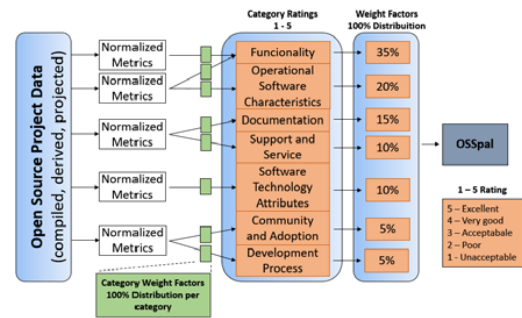 Category Ratings
1 - 5
Weight Factors
100% Distribuition
Open Source Project Data
(compiled, derived, projected)
Normalized
Metrics
Normalized
Metrics
Normalized
Metrics
Normalized
Metrics
Normalized
Metrics
Funcionality
Operational
Software
Characteristics
Documentation
Support and
Service
Software
Technology
Attributes
Community
and Adoption
Development
Process
35%
20%
15%
10%
10%
5%
5%
OSSpal
1 – 5 Rating
5 – Excellent
4 – Very good
3 – Acceptabale
2 – Poor
1 - Unacceptable
Category Weight Factors
100% Distribution per
category